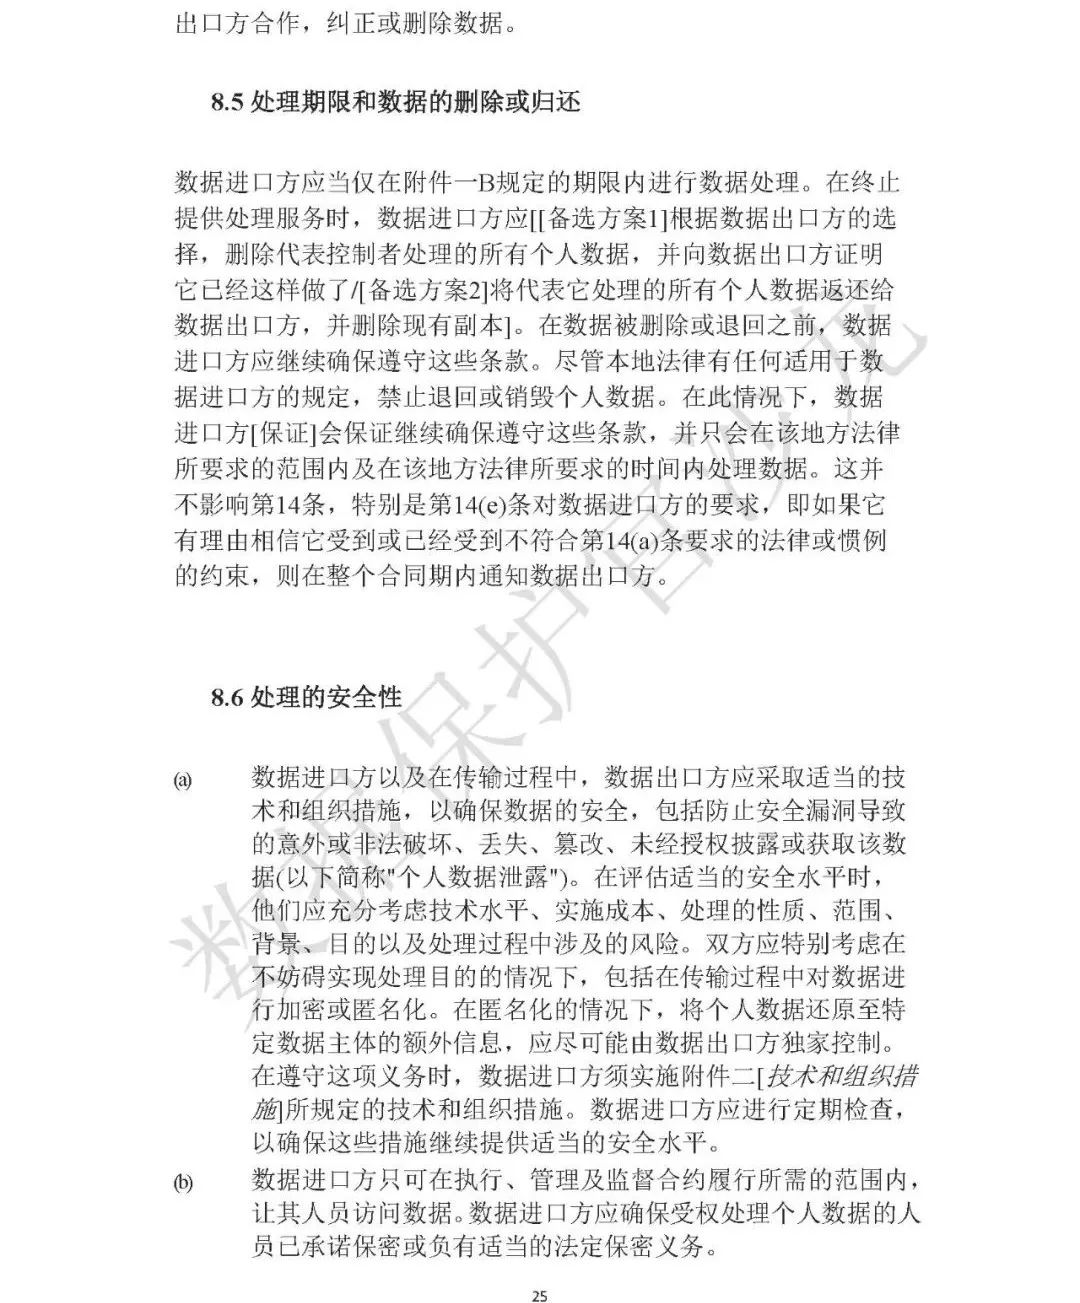 出口方合作，纠正或删除数据。
8.5 处理期限和数据的删除或归还
数据进口方应当仅在附件一B规定的期限内进行数据处理。在终止
提供处理服务时，数据进口方应[[备选方案1]根据数据出口方的选
择，删除代表控制者处理的所有个人数据，并向数据出口方证明
它已经这样做了/[备选方案2]将代表它处理的所有个人数据返还给
数据出口方，并删除现有副本]。在数据被删除或退回之前，数据
进口方应继续确保遵守这些条款。尽管本地法律有任何适用于数
据进口方的规定，禁止退回或销毁个人数据。在此情况下，数据
进口方[保证]会保证继续确保遵守这些条款，并只会在该地方法律
所要求的范围内及在该地方法律所要求的时间内处理数据。这并
不影响第14条，特别是第14(e)条对数据进口方的要求，即如果它
有理由相信它受到或已经受到不符合第14(a)条要求的法律或惯例
的约束，则在整个合同期内通知数据出口方。
8.6 处理的安全性
(a) 数据进口方以及在传输过程中，数据出口方应采取适当的技
术和组织措施，以确保数据的安全，包括防止安全漏洞导致
的意外或非法破坏、丢失、篡改、未经授权披露或获取该数
据(以下简称"个人数据泄露")。在评估适当的安全水平时，
他们应充分考虑技术水平、实施成本、处理的性质、范围、
背景、目的以及处理过程中涉及的风险。双方应特别考虑在
不妨碍实现处理目的的情况下，包括在传输过程中对数据进
行加密或匿名化。在匿名化的情况下，将个人数据还原至特
定数据主体的额外信息，应尽可能由数据出口方独家控制。
在遵守这项义务时，数据进口方须实施附件二[技术和组织措
施]所规定的技术和组织措施。数据进口方应进行定期检查，
以确保这些措施继续提供适当的安全水平。
(b) 数据进口方只可在执行、管理及监督合约履行所需的范围内，
让其人员访问数据。数据进口方应确保受权处理个人数据的人
员已承诺保密或负有适当的法定保密义务。
25
数据保护官沙龙